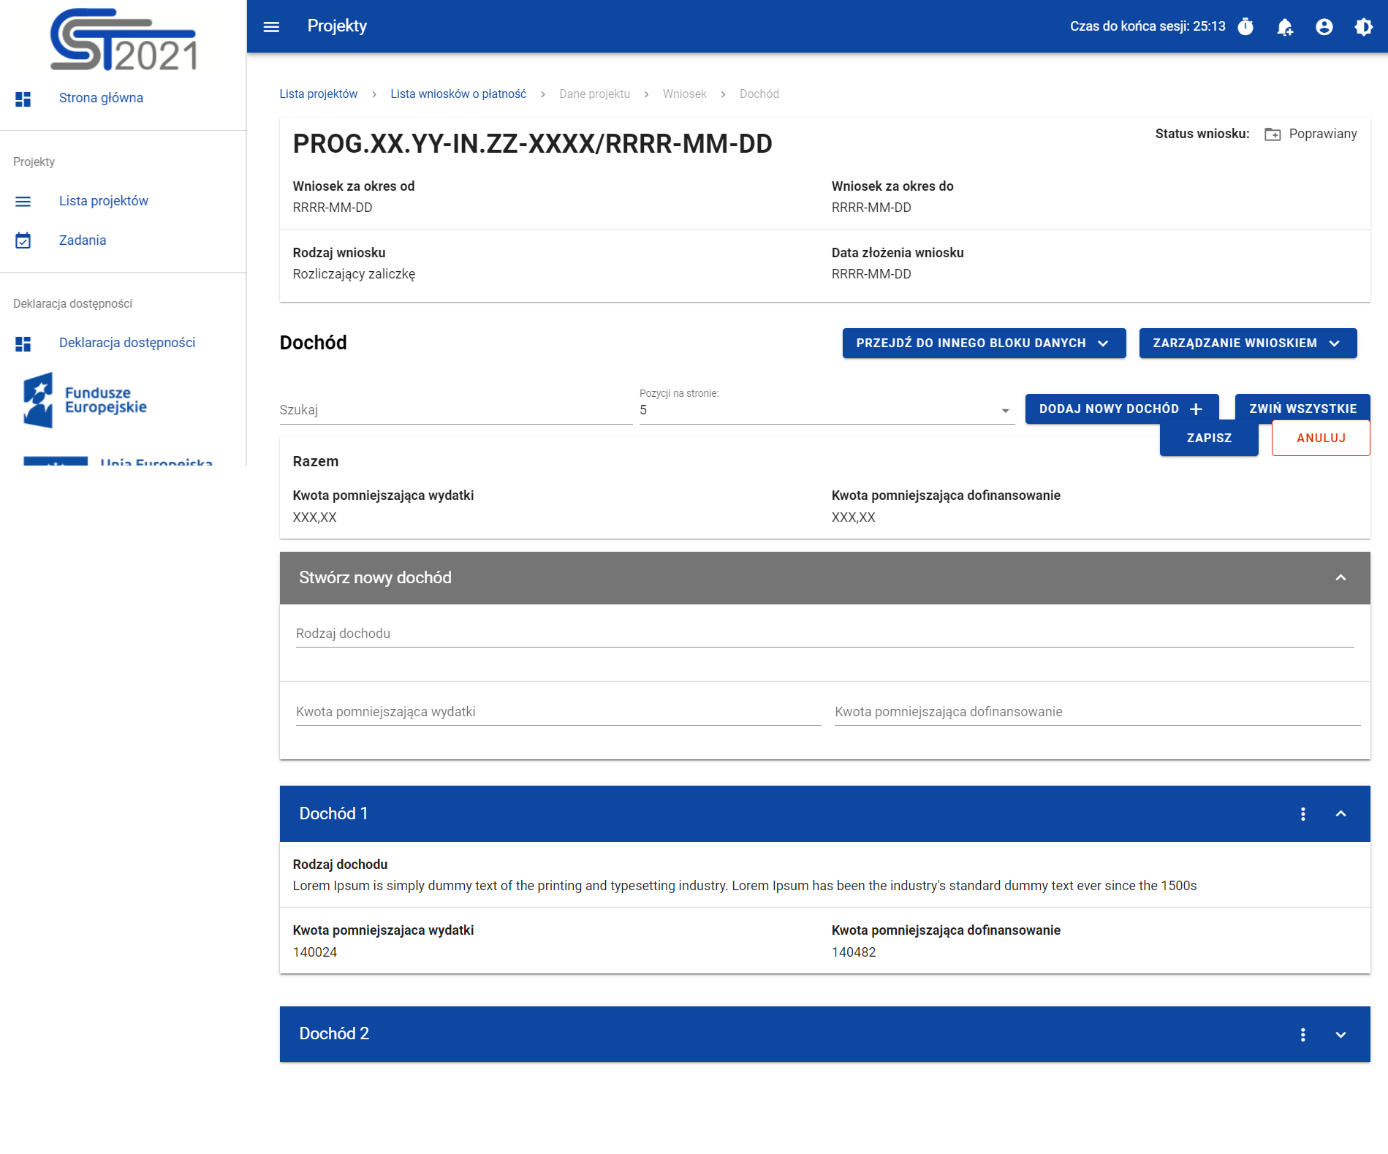 CST2021
Projekty
Czas do końca sesji: 25:13
Strona główna
Projekty
Lista projektów
Zadania
Deklaracja dostępności
Deklaracja dostępności
Fundusze
Europejskie
Unia Europejska
Lista projektów > Lista wniosków o płatność > Dane projektu > Wniosek > Dochód
PROG.XX.YY-IN.ZZ-XXXX/RRRR-MM-DD
Status wniosku: Poprawiany
Wniosek za okres od
RRRR-MM-DD
Wniosek za okres do
RRRR-MM-DD
Rodzaj wniosku
Rozliczający zaliczkę
Data złożenia wniosku
RRRR-MM-DD
Dochód
PRZEJDŹ DO INNEGO BLOKU DANYCH
ZARZĄDZANIE WNIOSKIEM
Szukaj
Pozycji na stronie:
5
DODAJ NOWY DOCHÓD +
ZWIŃ WSZYSTKIE
ZAPISZ
ANULUJ
Razem
Kwota pomniejszająca wydatki
XXX,XX
Kwota pomniejszająca dofinansowanie
XXX,XX
Stwórz nowy dochód
Rodzaj dochodu
Kwota pomniejszająca wydatki
Kwota pomniejszająca dofinansowanie
Dochód 1
Rodzaj dochodu
Lorem Ipsum is simply dummy text of the printing and typesetting industry. Lorem Ipsum has been the industry's standard dummy text ever since the 1500s
Kwota pomniejszajaca wydatki
140024
Kwota pomniejszająca dofinansowanie
140482
Dochód 2